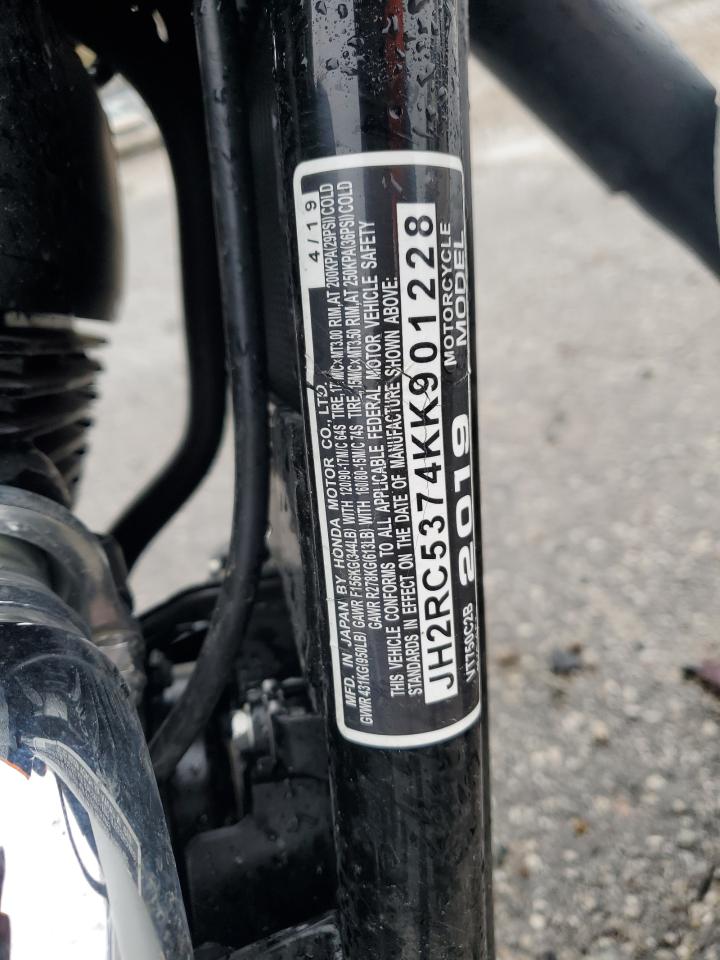 4/19
MFD. IN JAPAN BY HONDA MOTOR CO., LTD.
GVWR 431KG(950LB) GAWR F156KG(344LB) WITH 120/90-17M/C 64S TIRE,17 M/CxMT3.00 RIM,AT 200KPA(29PSI) COLD
GAWR R278KG(613LB) WITH 160/80-15M/C 74S TIRE,15M/CxMT3.50 RIM,AT 250KPA(36PSI) COLD
THIS VEHICLE CONFORMS TO ALL APPLICABLE FEDERAL MOTOR VEHICLE SAFETY
STANDARDS IN EFFECT ON THE DATE OF MANUFACTURE SHOWN ABOVE:
JH2RC5374KK901228
MOTORCYCLE
VT750C2B 2019 MODEL